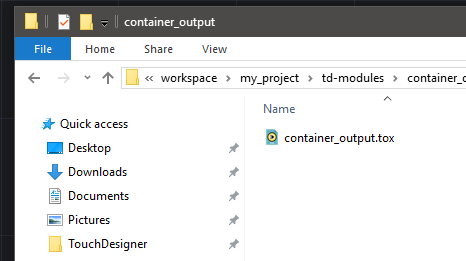 container_output
File Home Share View
workspace my_project td-modules container_
Name
Quick access
container_output.tox
Desktop
Downloads
Documents
Pictures
TouchDesigner